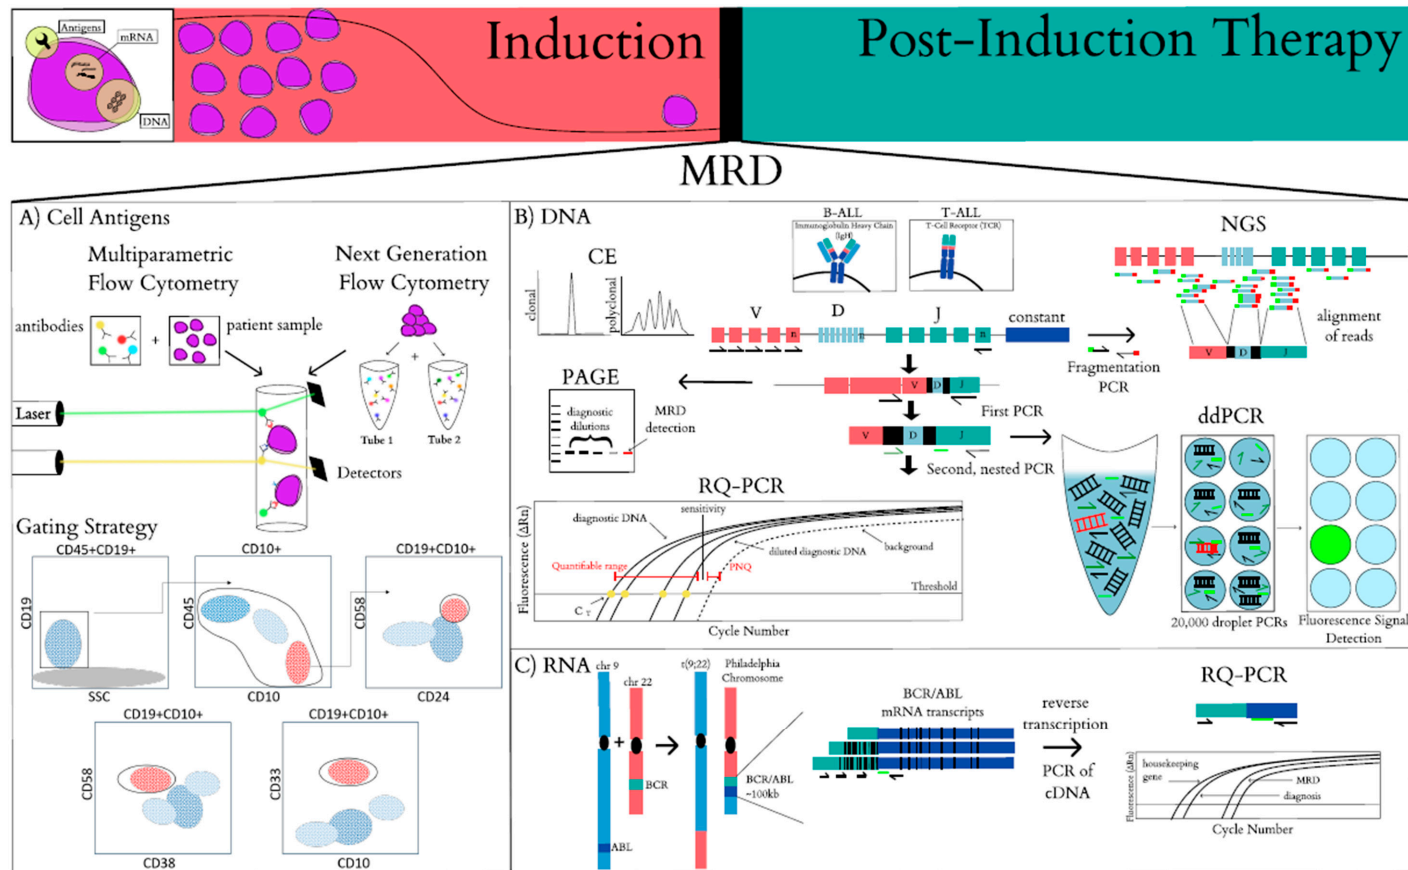 Antigens
mRNA
DNA
Induction
Post-Induction Therapy
MRD
A) Cell Antigens
Multiparametric
Flow Cytometry
Next Generation
Flow Cytometry
antibodies
+
patient sample
+
Tube 1
Tube 2
Laser
Detectors
Gating Strategy
CD45+CD19+
CD19
SSC
CD10+
CD45
CD10
CD19+CD10+
CD58
CD24
CD19+CD10+
CD58
CD38
CD19+CD10+
CD33
CD10
B) DNA
CE
clonal
polyclonal
B-ALL
Immunoglobulin Heavy Chain
(IgH)
T-ALL
T-Cell Receptor (TCR)
NGS
V
D
J
constant
n
n
n
alignment
of reads
V
D
J
Fragmentation
PCR
PAGE
diagnostic
dilutions
MRD
detection
V
D
J
First PCR
V
D
J
Second, nested PCR
ddPCR
20,000 droplet PCRs
Fluorescence Signal
Detection
RQ-PCR
Fluorescence (ΔRn)
diagnostic DNA
sensitivity
diluted diagnostic DNA
background
Quantifiable range
PNQ
Threshold
CT
Cycle Number
C) RNA
chr 9
+
chr 22
BCR
ABL
t(9;22)
Philadelphia
Chromosome
BCR/ABL
~100kb
BCR/ABL
mRNA transcripts
reverse
transcription
PCR of
cDNA
RQ-PCR
Fluorescence (ΔRn)
housekeeping
gene
MRD
diagnosis
Cycle Number